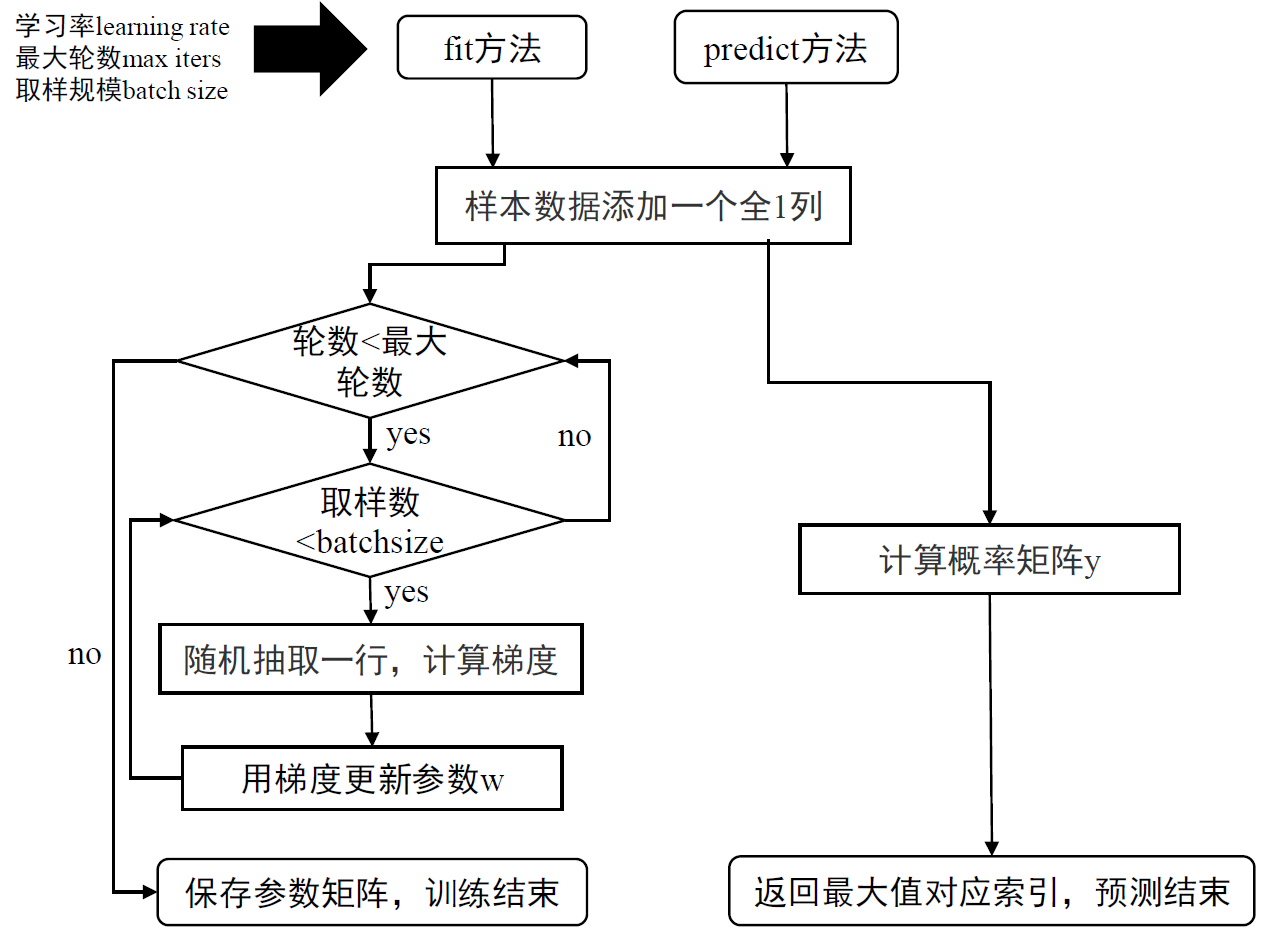 学习率learning rate
最大轮数max iters
取样规模batch size
fit方法
predict方法
样本数据添加一个全1列
轮数<最大
轮数
yes
no
取样数
<batchsize
yes
计算概率矩阵y
no
随机抽取一行，计算梯度
用梯度更新参数w
保存参数矩阵，训练结束
返回最大值对应索引，预测结束